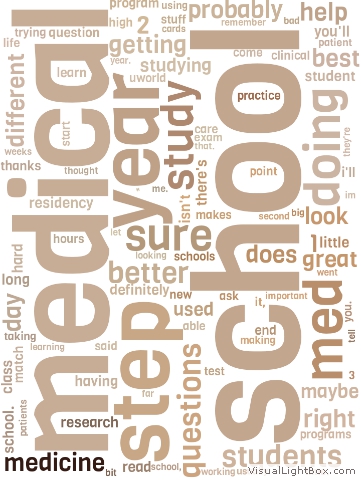 program
using
probably
help
high
2
stuff
cards
remember
bad
trying
question
getting
you'll
patient
life
come
clinical
best
different
medical
learn
year.
studying
student
uworld
school
weeks
start
year
study
practice
doing
they're
thanks
thought
care
exam
that.
there's
point
i'll
me.
im
residency
isn't
makes
second
big
look
let
hours
sure
does
1
little
looking
schools
great
hard
went
long
better
definitely
new
ask
it,
important
med
you.
tell
day
step
used
end
making
able
taking
learning
said
match
class
questions
test
3
having
far
maybe
school.
patients
research
right
programs
students
medicine
bit
read
school,
working
us
VisualLightBox.com